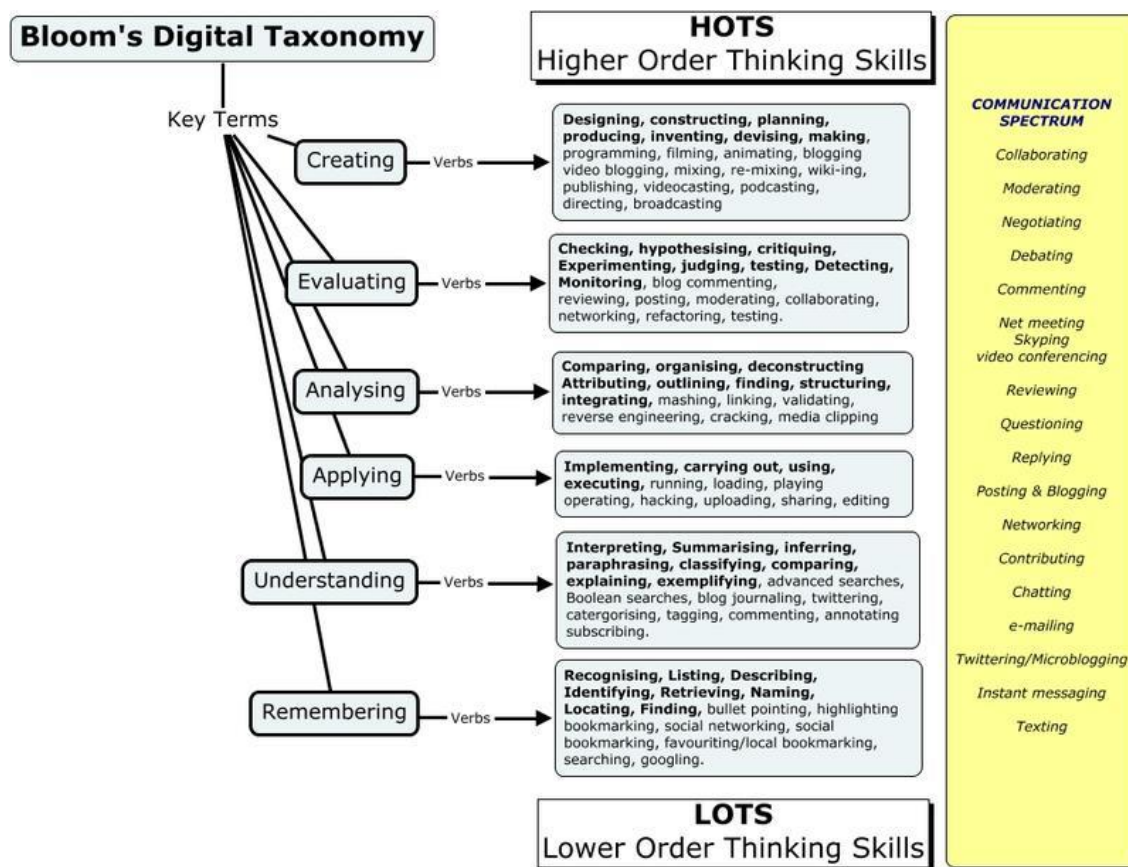 Bloom's Digital Taxonomy
HOTS
Higher Order Thinking Skills
Key Terms
Creating
Verbs
Designing, constructing, planning,
producing, inventing, devising, making,
programming, filming, animating, blogging
video blogging, mixing, re-mixing, wiki-ing,
publishing, videocasting, podcasting,
directing, broadcasting
Evaluating
Verbs
Checking, hypothesising, critiquing,
Experimenting, judging, testing, Detecting,
Monitoring, blog commenting,
reviewing, posting, moderating, collaborating,
networking, refactoring, testing.
Analysing
Verbs
Comparing, organising, deconstructing
Attributing, outlining, finding, structuring,
integrating, mashing, linking, validating,
reverse engineering, cracking, media clipping
Applying
Verbs
Implementing, carrying out, using,
executing, running, loading, playing
operating, hacking, uploading, sharing, editing
Understanding
Verbs
Interpreting, Summarising, inferring,
paraphrasing, classifying, comparing,
explaining, exemplifying, advanced searches,
Boolean searches, blog journaling, twittering,
catergorising, tagging, commenting, annotating
subscribing.
Remembering
Verbs
Recognising, Listing, Describing,
Identifying, Retrieving, Naming,
Locating, Finding, bullet pointing, highlighting
bookmarking, social networking, social
bookmarking, favouriting/local bookmarking,
searching, googling.
LOTS
Lower Order Thinking Skills
COMMUNICATION
SPECTRUM
Collaborating
Moderating
Negotiating
Debating
Commenting
Net meeting
Skyping
video conferencing
Reviewing
Questioning
Replying
Posting & Blogging
Networking
Contributing
Chatting
e-mailing
Twittering/Microblogging
Instant messaging
Texting